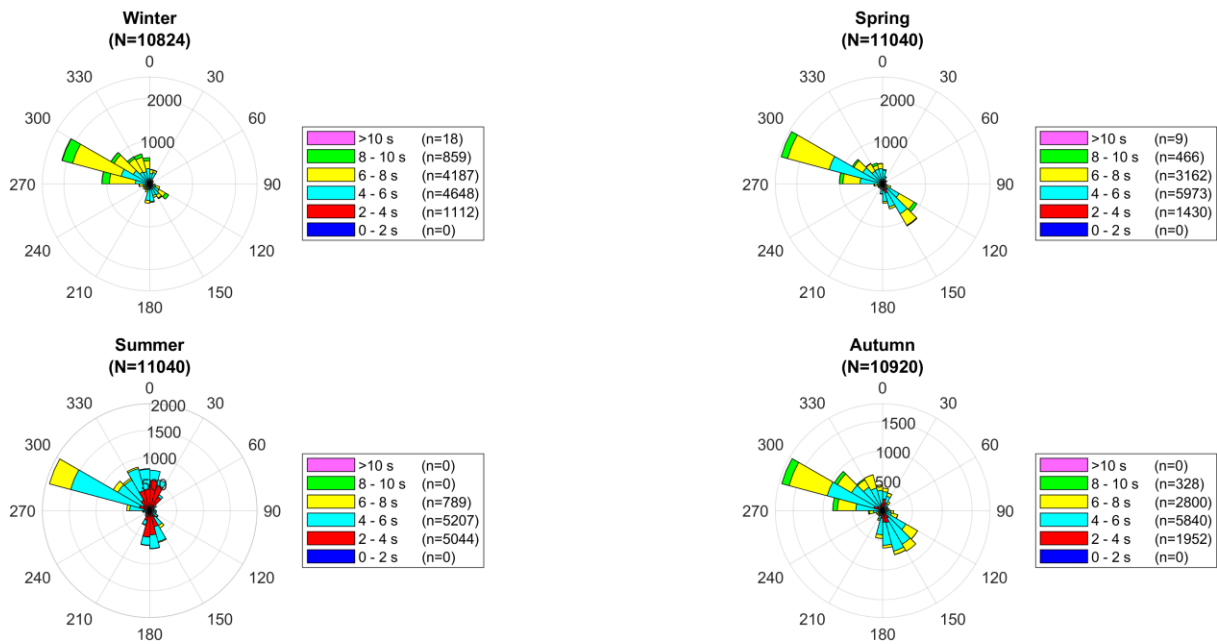 Winter
(N=10824)
0
30
60
90
120
150
180
210
240
270
300
330
1000
2000
>10 s (n=18)
8 - 10 s (n=859)
6 - 8 s (n=4187)
4 - 6 s (n=4648)
2 - 4 s (n=1112)
0 - 2 s (n=0)
Spring
(N=11040)
0
30
60
90
120
150
180
210
240
270
300
330
1000
2000
>10 s (n=9)
8 - 10 s (n=466)
6 - 8 s (n=3162)
4 - 6 s (n=5973)
2 - 4 s (n=1430)
0 - 2 s (n=0)
Summer
(N=11040)
0
30
60
90
120
150
180
210
240
270
300
330
500
1000
1500
2000
>10 s (n=0)
8 - 10 s (n=0)
6 - 8 s (n=789)
4 - 6 s (n=5207)
2 - 4 s (n=5044)
0 - 2 s (n=0)
Autumn
(N=10920)
0
30
60
90
120
150
180
210
240
270
300
330
500
1000
1500
>10 s (n=0)
8 - 10 s (n=328)
6 - 8 s (n=2800)
4 - 6 s (n=5840)
2 - 4 s (n=1952)
0 - 2 s (n=0)